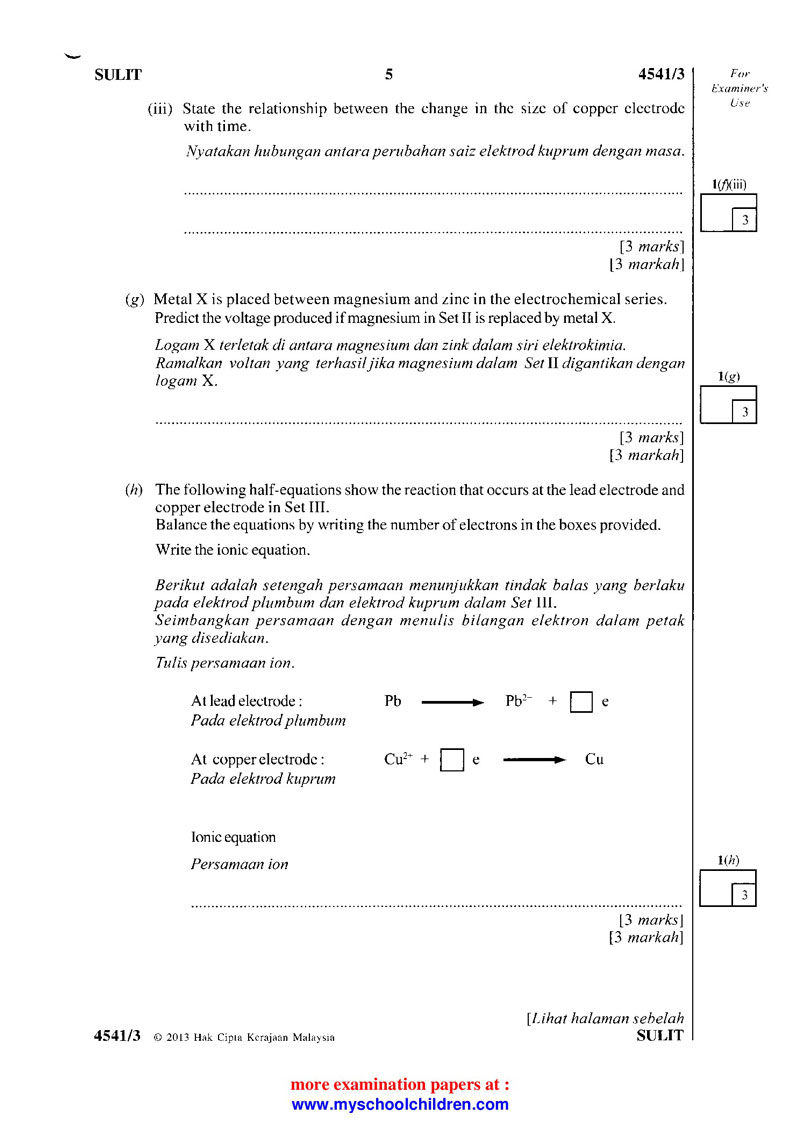 SULIT 5 4541/3
For
Examiner's
Use
(iii) State the relationship between the change in the size of copper electrode
with time.
Nyatakan hubungan antara perubahan saiz elektrod kuprum dengan masa.
1(f)(iii)
3
[3 marks]
[3 markah]
(g) Metal X is placed between magnesium and zinc in the electrochemical series.
Predict the voltage produced if magnesium in Set II is replaced by metal X.
Logam X terletak di antara magnesium dan zink dalam siri elektrokimia.
Ramalkan voltan yang terhasil jika magnesium dalam Set II digantikan dengan
logam X.
1(g)
3
[3 marks]
[3 markah]
(h) The following half-equations show the reaction that occurs at the lead electrode and
copper electrode in Set III.
Balance the equations by writing the number of electrons in the boxes provided.
Write the ionic equation.
Berikut adalah setengah persamaan menunjukkan tindak balas yang berlaku
pada elektrod plumbum dan elektrod kuprum dalam Set III.
Seimbangkan persamaan dengan menulis bilangan elektron dalam petak
yang disediakan.
Tulis persamaan ion.
At lead electrode : Pb → Pb²⁺ + □ e
Pada elektrod plumbum
At copper electrode : Cu²⁺ + □ e → Cu
Pada elektrod kuprum
Ionic equation
Persamaan ion
1(h)
3
[3 marks]
[3 markah]
[Lihat halaman sebelah
4541/3 © 2013 Hak Cipta Kerajaan Malaysia SULIT
more examination papers at :
www.myschoolchildren.com